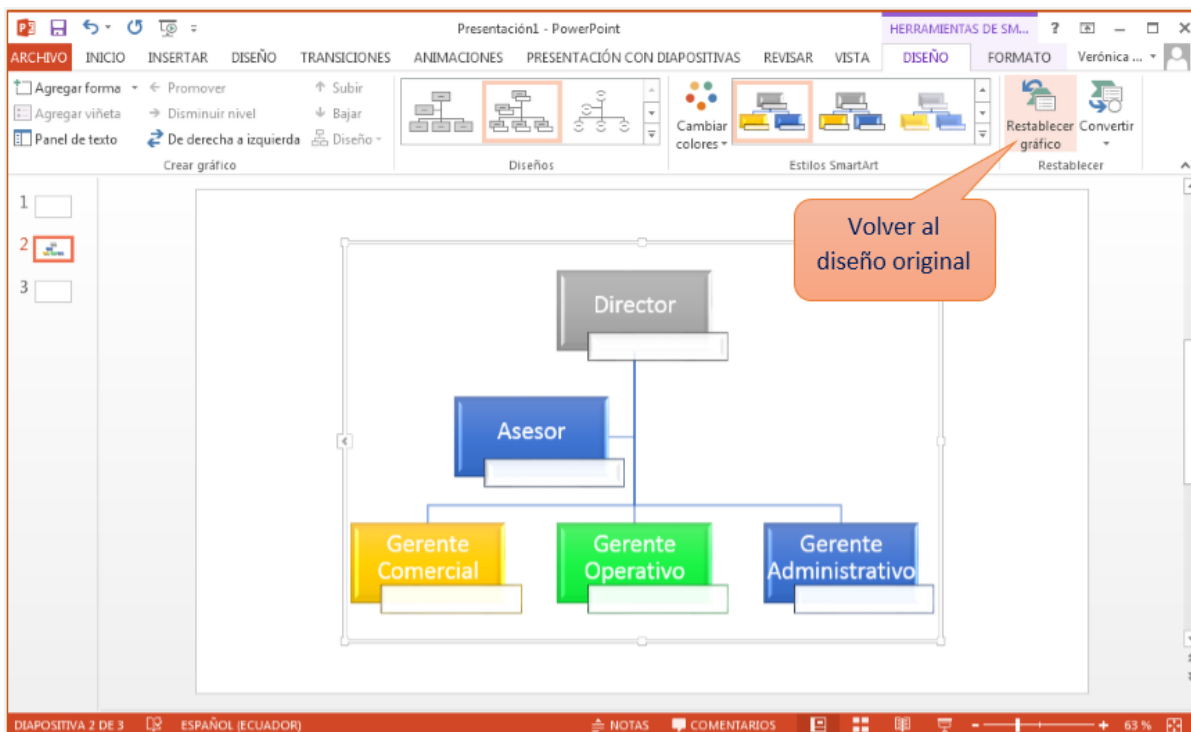 Presentación1 - PowerPoint
HERRAMIENTAS DE SM...
?
ARCHIVO INICIO INSERTAR DISEÑO TRANSICIONES ANIMACIONES PRESENTACIÓN CON DIAPOSITIVAS REVISAR VISTA DISEÑO FORMATO Verónica ...
Agregar forma
Promover
Subir
Agregar viñeta
Disminuir nivel
Bajar
Panel de texto
De derecha a izquierda
Diseño
Crear gráfico
Diseños
Cambiar
colores
Estilos SmartArt
Restablecer
gráfico
Convertir
Restablecer
1
2
3
Volver al
diseño original
Director
Asesor
Gerente
Comercial
Gerente
Operativo
Gerente
Administrativo
DIAPOSITIVA 2 DE 3 ESPAÑOL (ECUADOR) NOTAS COMENTARIOS 63 %